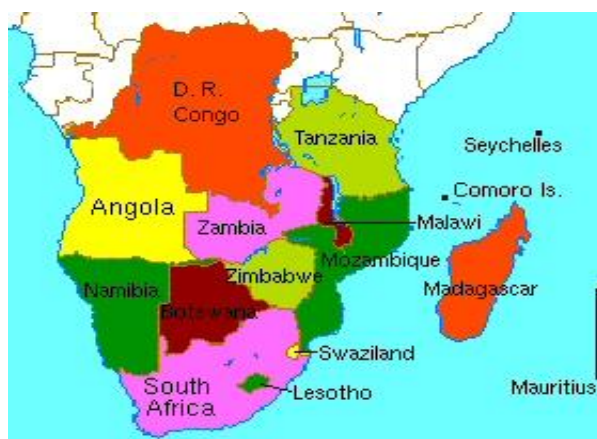 D. R.
Congo
Tanzania
Seychelles
Comoro Is.
Angola
Zambia
Malawi
Mozambique
Zimbabwe
Namibia
Madagascar
Botswana
Swaziland
South
Africa
Lesotho
Mauritius